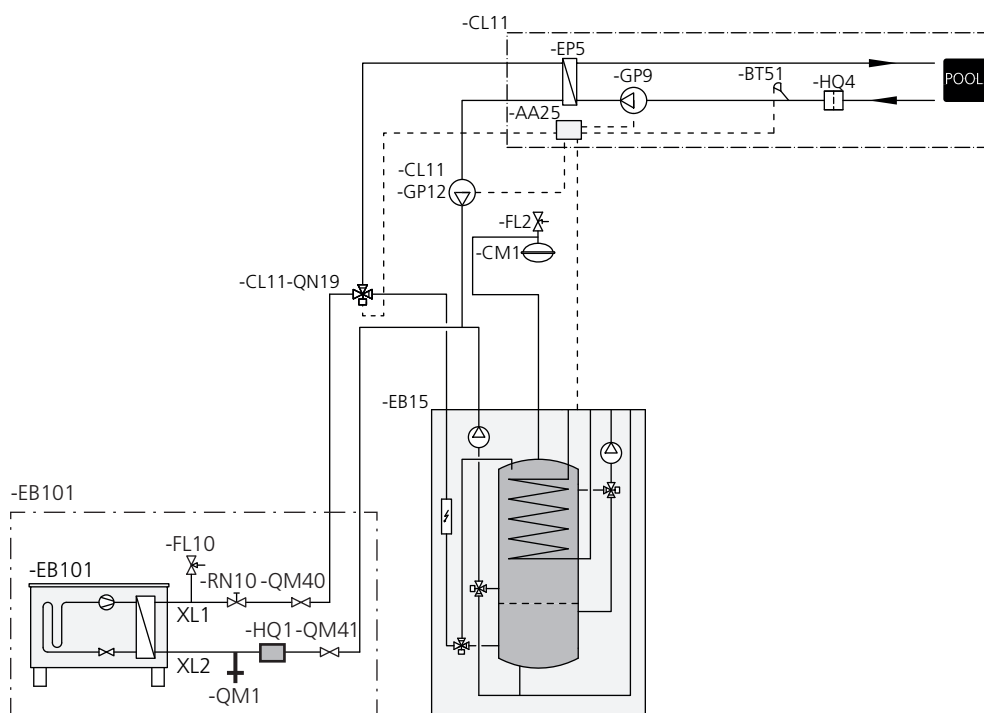 -CL11
-EP5
-GP9
-BT51
-HQ4
POOL
-AA25
-CL11
-GP12
-FL2
-CM1
-CL11-QN19
-EB15
-EB101
-FL10
-EB101
-RN10 -QM40
XL1
-HQ1 -QM41
XL2
-QM1